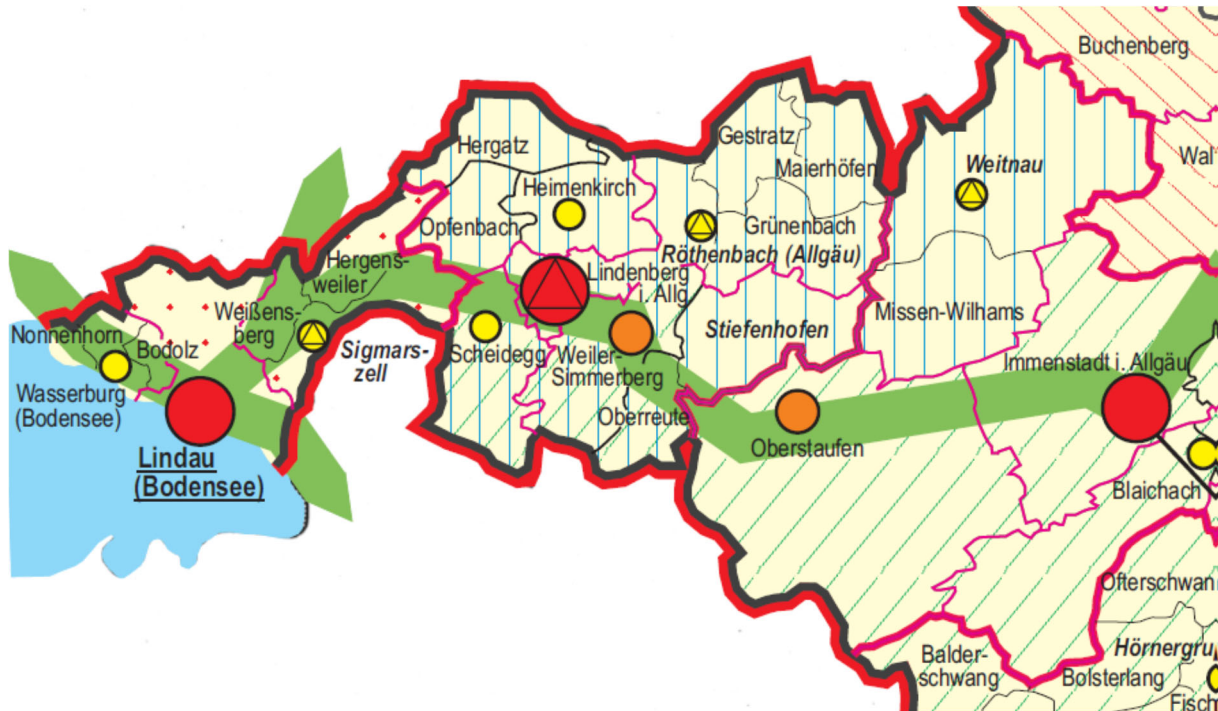 Buchenberg
Gestratz
Hergatz
Maierhöfen
Weitnau
Wal
Heimenkirch
Opfenbach
Grünenbach
Röthenbach (Allgäu)
Hergens-
weiler
Lindenberg
i. Allg.
Weißens-
berg
Missen-Wilhams
Stiefenhofen
Nonnenhorn
Bodolz
Sigmars-
zell
Scheidegg
Weiler-
Simmerberg
Immenstadt i. Allgäu
Wasserburg
(Bodensee)
Oberreute
Oberstaufen
Lindau
(Bodensee)
Blaichach
Ofterschwan
Hörnergru
Balder-
schwang
Bolsterlang
Fisch